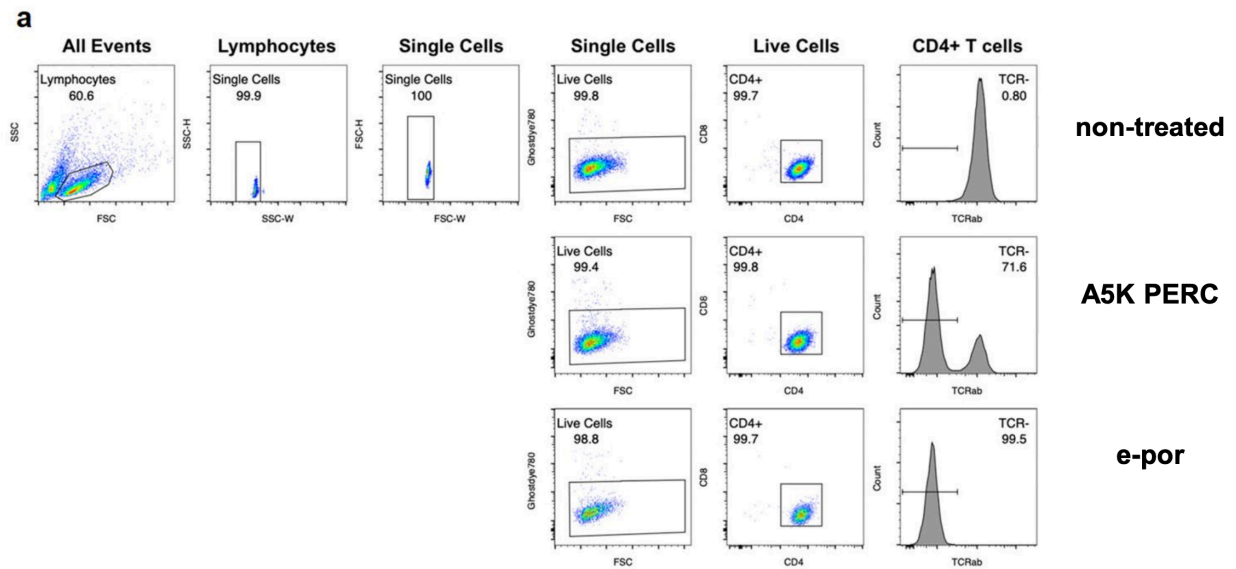 a
All Events
Lymphocytes
Single Cells
Single Cells
Live Cells
CD4+ T cells
Lymphocytes
60.6
SSC
FSC
Single Cells
99.9
SSC-H
SSC-W
Single Cells
100
FSC-H
FSC-W
Live Cells
99.8
Ghostdye780
FSC
CD4+
99.7
CD8
CD4
TCR-
0.80
Count
TCRab
non-treated
Live Cells
99.4
Ghostdye780
FSC
CD4+
99.8
CD8
CD4
TCR-
71.6
Count
TCRab
A5K PERC
Live Cells
98.8
Ghostdye780
FSC
CD4+
99.7
CD8
CD4
TCR-
99.5
Count
TCRab
e-por